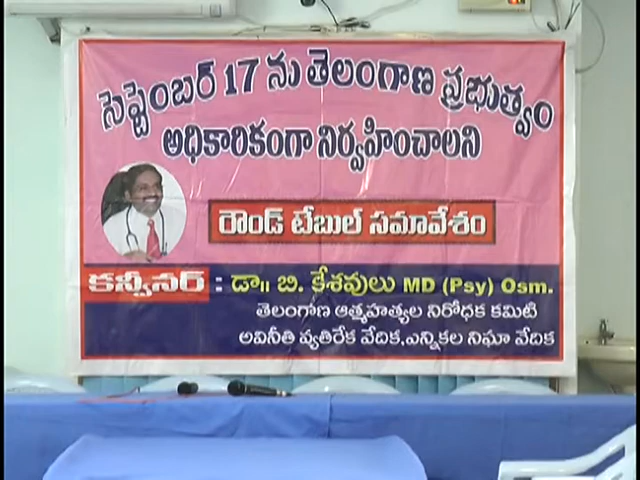 సెప్టెంబర్ 17 ను తెలంగాణ ప్రభుత్వం
అధికారికంగా నిర్వహించాలని
రౌండ్ టేబుల్ సమావేశం
కన్వీనర్ : డా॥ బి. కేశవులు MD (Psy) Osm.
తెలంగాణ ఆత్మహత్యల నిరోధక కమిటి
అవినీతి వ్యతిరేక వేదిక,ఎన్నికల నిఘా వేదిక